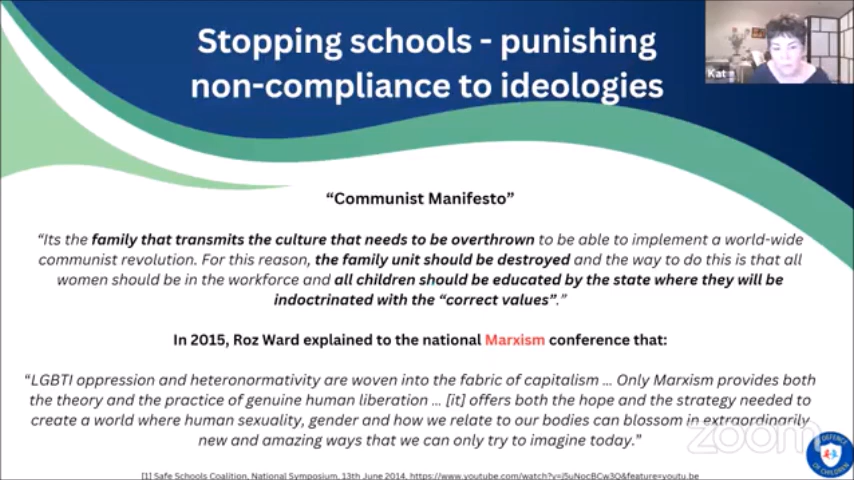 Stopping schools - punishing
non-compliance to ideologies
Kat
“Communist Manifesto”
“Its the family that transmits the culture that needs to be overthrown to be able to implement a world-wide
communist revolution. For this reason, the family unit should be destroyed and the way to do this is that all
women should be in the workforce and all children should be educated by the state where they will be
indoctrinated with the “correct values”.”
In 2015, Roz Ward explained to the national Marxism conference that:
“LGBTI oppression and heteronormativity are woven into the fabric of capitalism ... Only Marxism provides both
the theory and the practice of genuine human liberation ... [it] offers both the hope and the strategy needed to
create a world where human sexuality, gender and how we relate to our bodies can blossom in extraordinarily
new and amazing ways that we can only try to imagine today.”
zoom
DEFENCE
OF CHILDREN
[1] Safe Schools Coalition, National Symposium, 13th June 2014, https://www.youtube.com/watch?v=j5uNocBCw3Q&feature=youtu.be